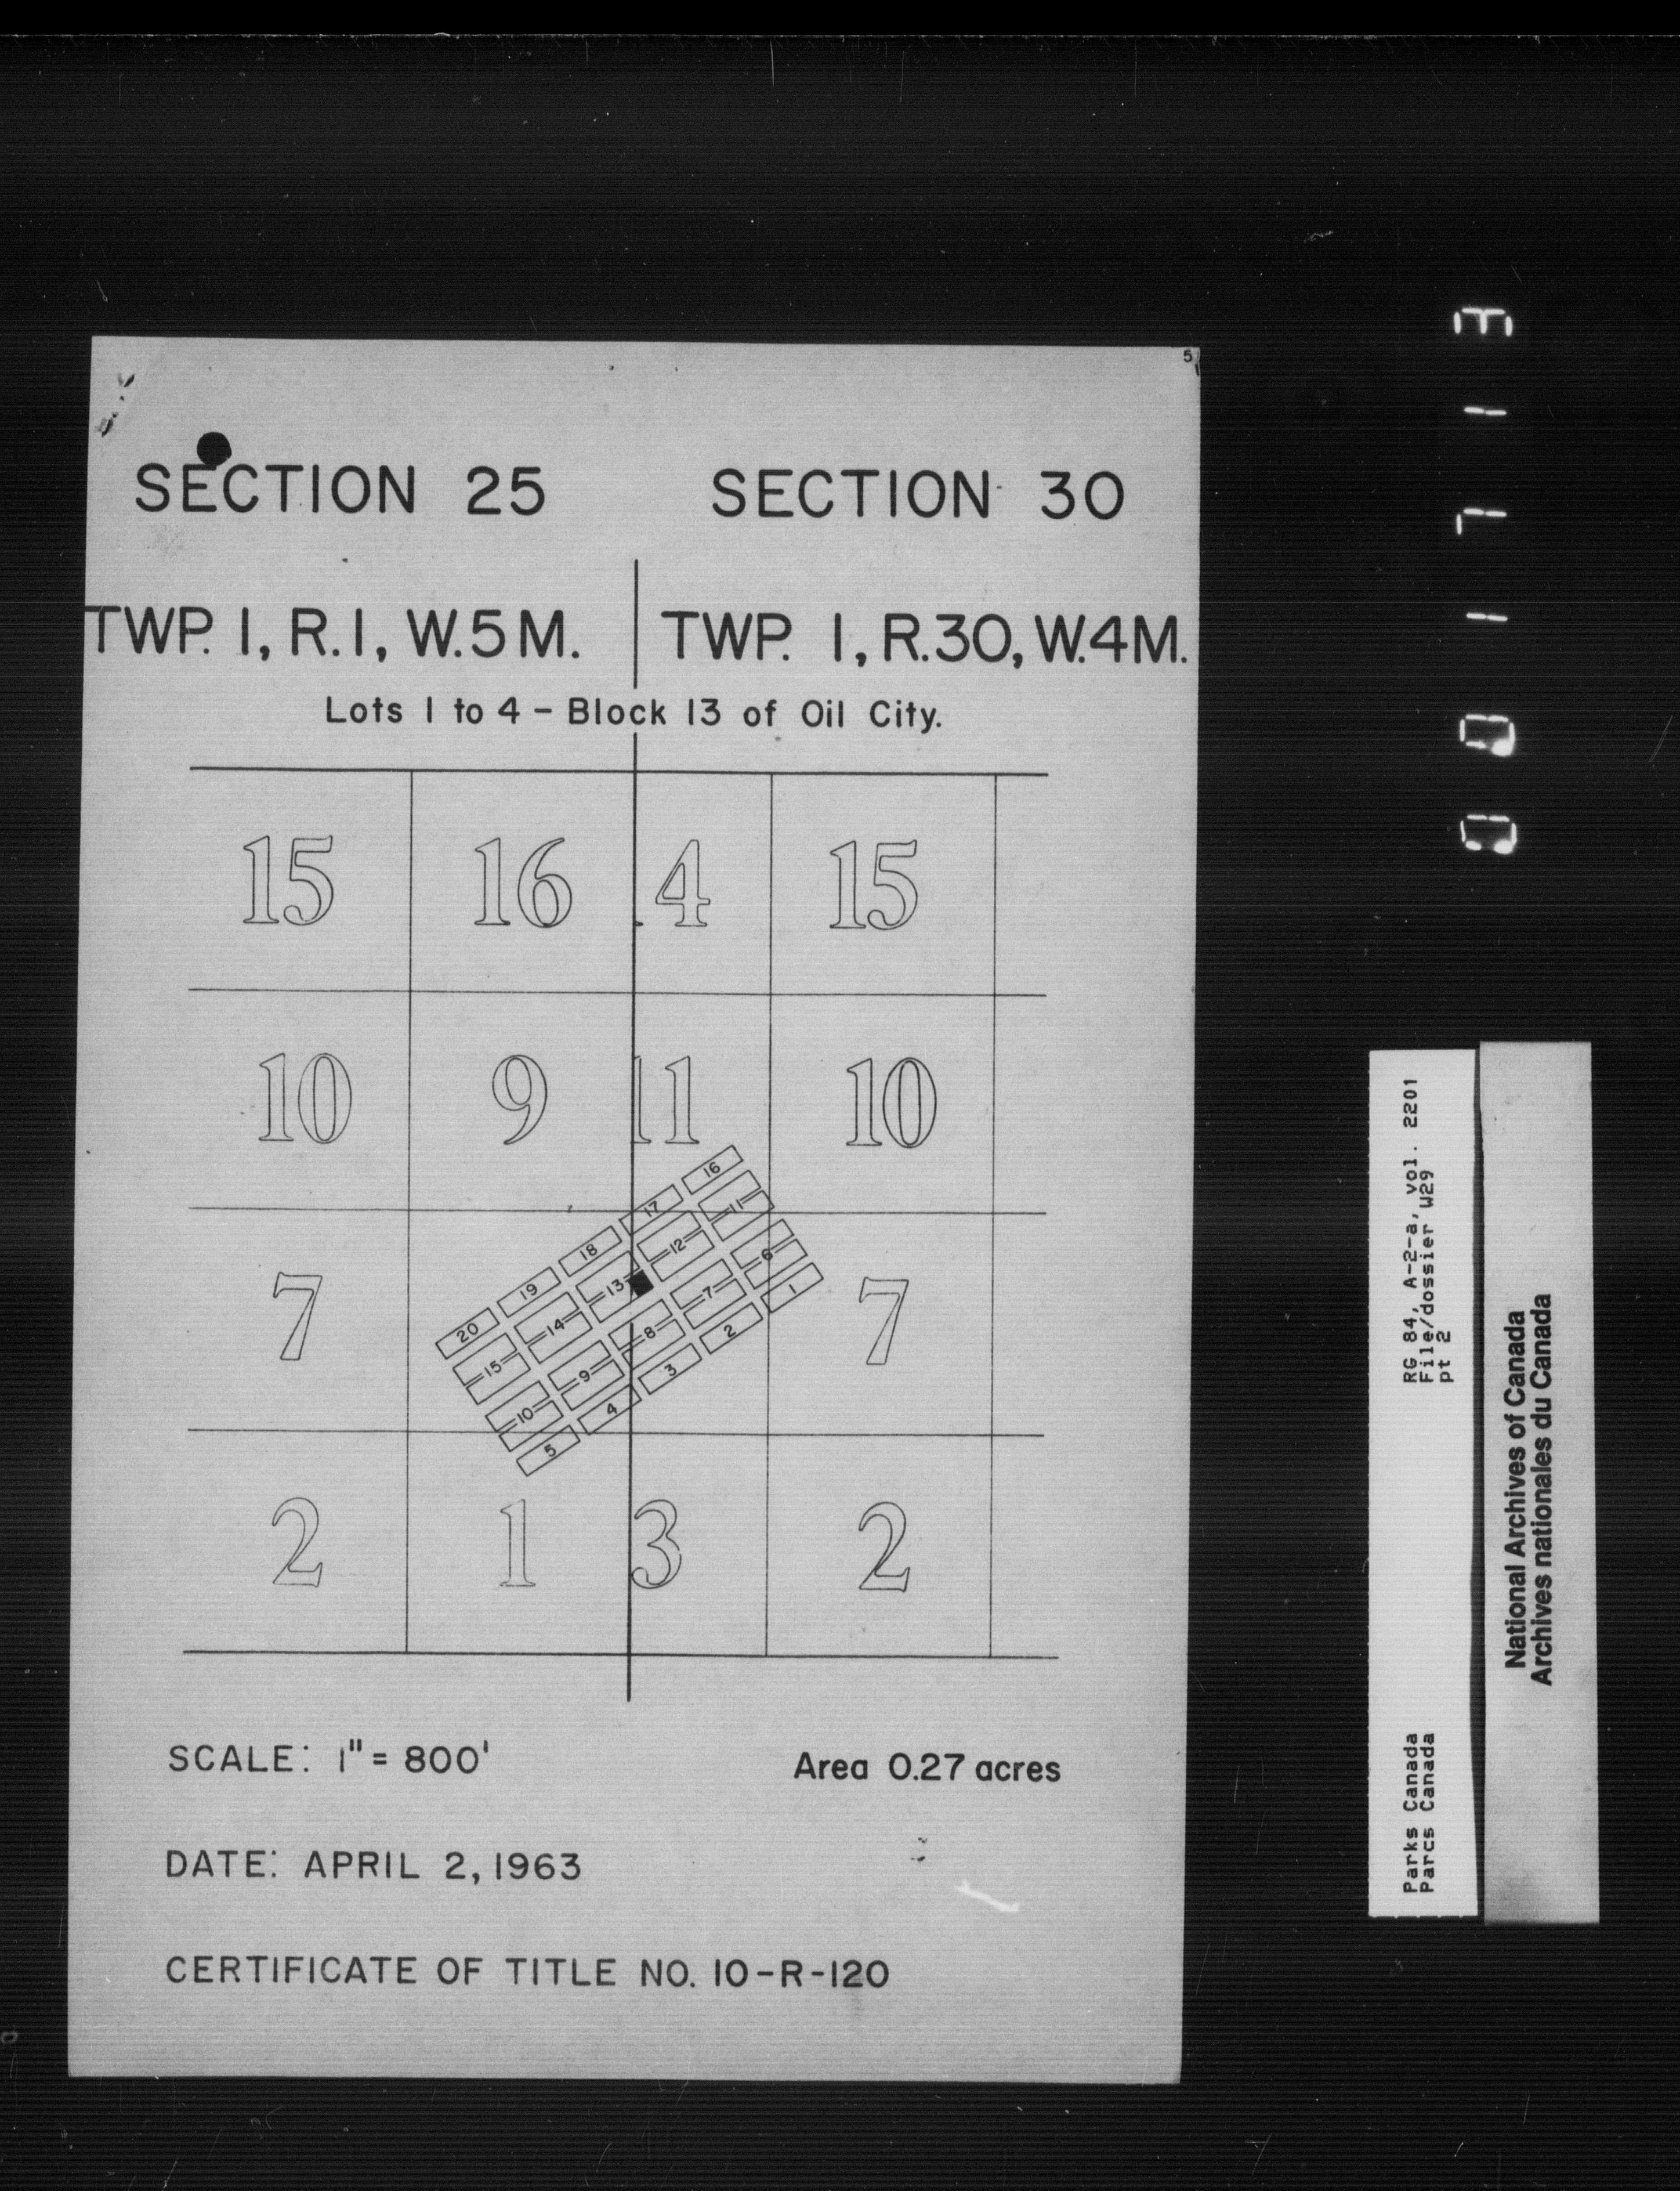 5
SECTION 25 SECTION 30
TWP. 1, R.1, W.5M. TWP. 1, R.30, W.4M.
Lots 1 to 4 - Block 13 of Oil City.
15 16 14 15
10 9 11 10
16
17
11
18
12
6
19
13
7
1
20
14
8
2
15
9
3
10
4
5
7 7
2 1 3 2
SCALE: 1" = 800'
Area 0.27 acres
DATE: APRIL 2, 1963
CERTIFICATE OF TITLE NO. 10-R-120
RG 84, A-2-a, vol. 2201
File/dossier W29
pt 2
Parks Canada
Parcs Canada
National Archives of Canada
Archives nationales du Canada